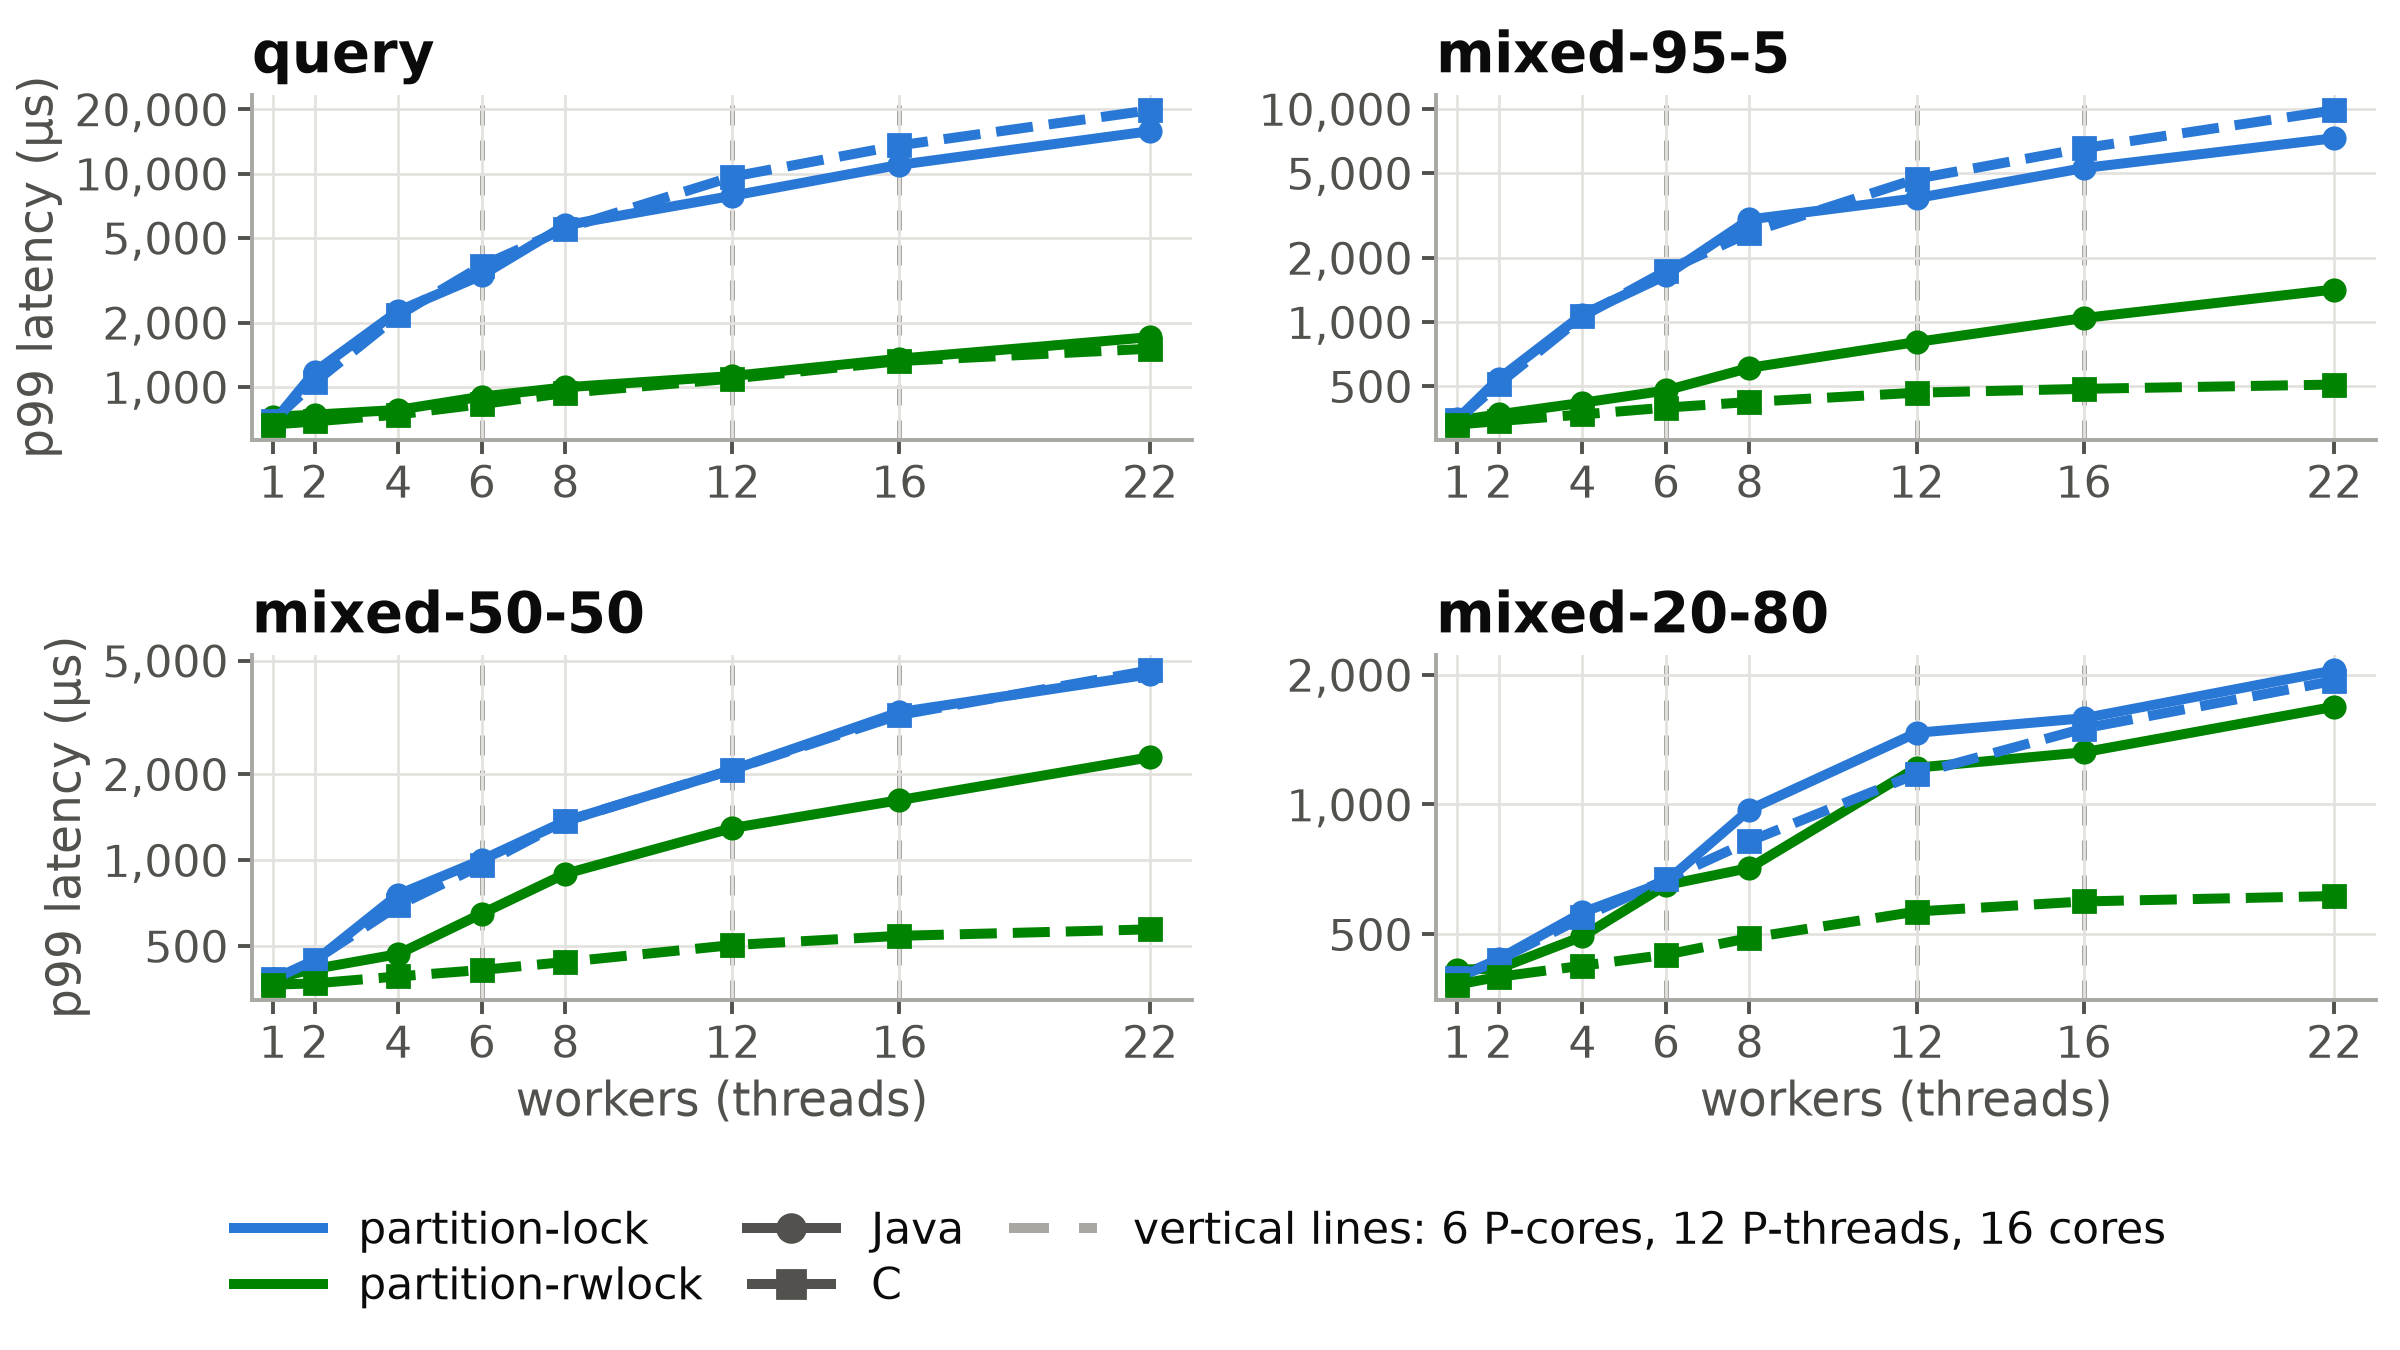 query
p99 latency (µs)
20,000
10,000
5,000
2,000
1,000
1 2 4 6 8 12 16 22
mixed-95-5
10,000
5,000
2,000
1,000
500
1 2 4 6 8 12 16 22
mixed-50-50
p99 latency (µs)
5,000
2,000
1,000
500
1 2 4 6 8 12 16 22
workers (threads)
mixed-20-80
2,000
1,000
500
1 2 4 6 8 12 16 22
workers (threads)
partition-lock
partition-rwlock
Java
C
vertical lines: 6 P-cores, 12 P-threads, 16 cores